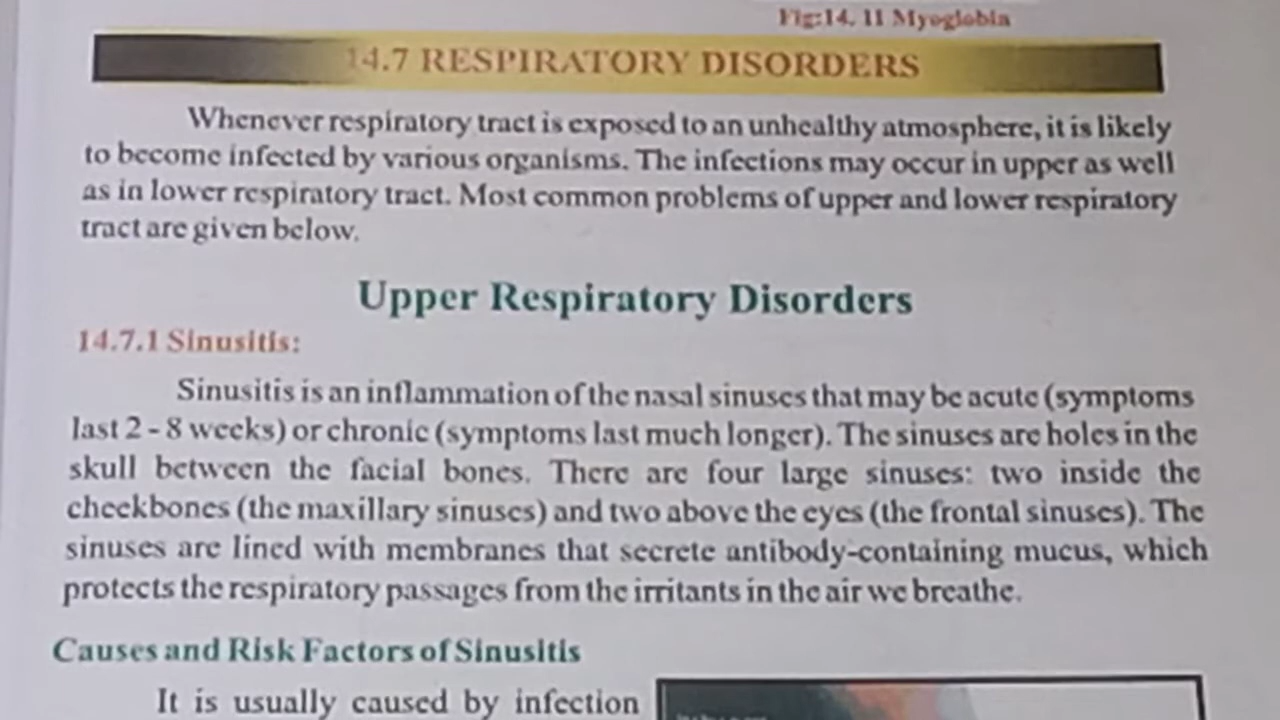 Fig:14. 11 Myoglobin
14.7 RESPIRATORY DISORDERS
Whenever respiratory tract is exposed to an unhealthy atmosphere, it is likely
to become infected by various organisms. The infections may occur in upper as well
as in lower respiratory tract. Most common problems of upper and lower respiratory
tract are given below.
Upper Respiratory Disorders
14.7.1 Sinusitis:
Sinusitis is an inflammation of the nasal sinuses that may be acute (symptoms
last 2 - 8 weeks) or chronic (symptoms last much longer). The sinuses are holes in the
skull between the facial bones. There are four large sinuses: two inside the
cheekbones (the maxillary sinuses) and two above the eyes (the frontal sinuses). The
sinuses are lined with membranes that secrete antibody-containing mucus, which
protects the respiratory passages from the irritants in the air we breathe.
Causes and Risk Factors of Sinusitis
It is usually caused by infection